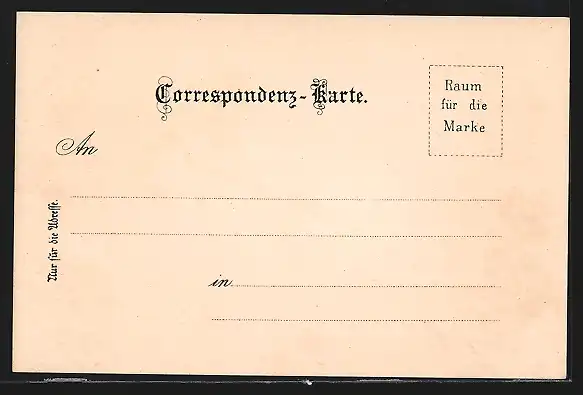 Correspondenz-Karte.
Raum
für die
Marke
An
Nur für die Adresse.
in